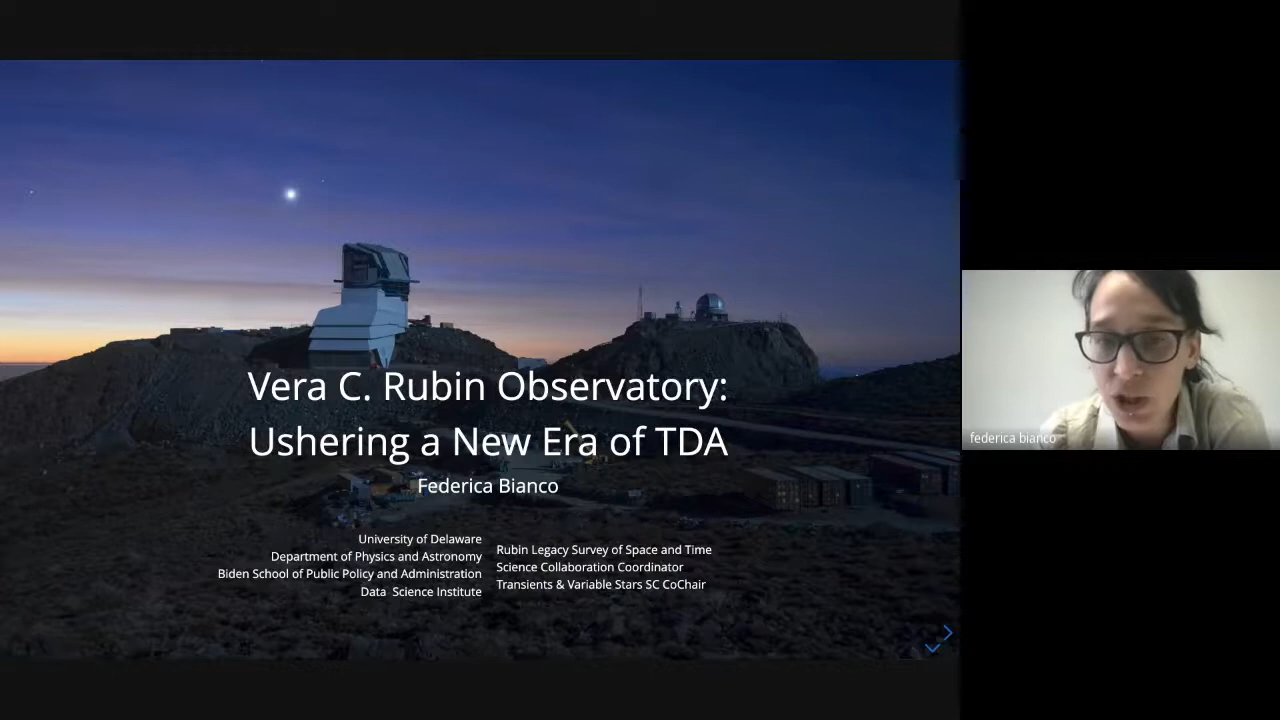 Vera C. Rubin Observatory:
Ushering a New Era of TDA
Federica Bianco
University of Delaware
Department of Physics and Astronomy
Biden School of Public Policy and Administration
Data Science Institute
Rubin Legacy Survey of Space and Time
Science Collaboration Coordinator
Transients & Variable Stars SC CoChair
federica bianco